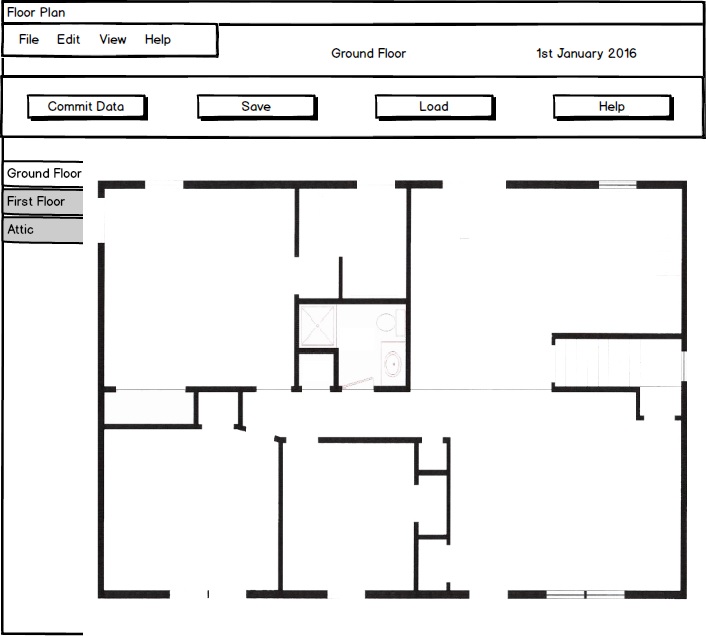 Floor Plan
File Edit View Help
Ground Floor 1st January 2016
Commit Data Save Load Help
Ground Floor
First Floor
Attic